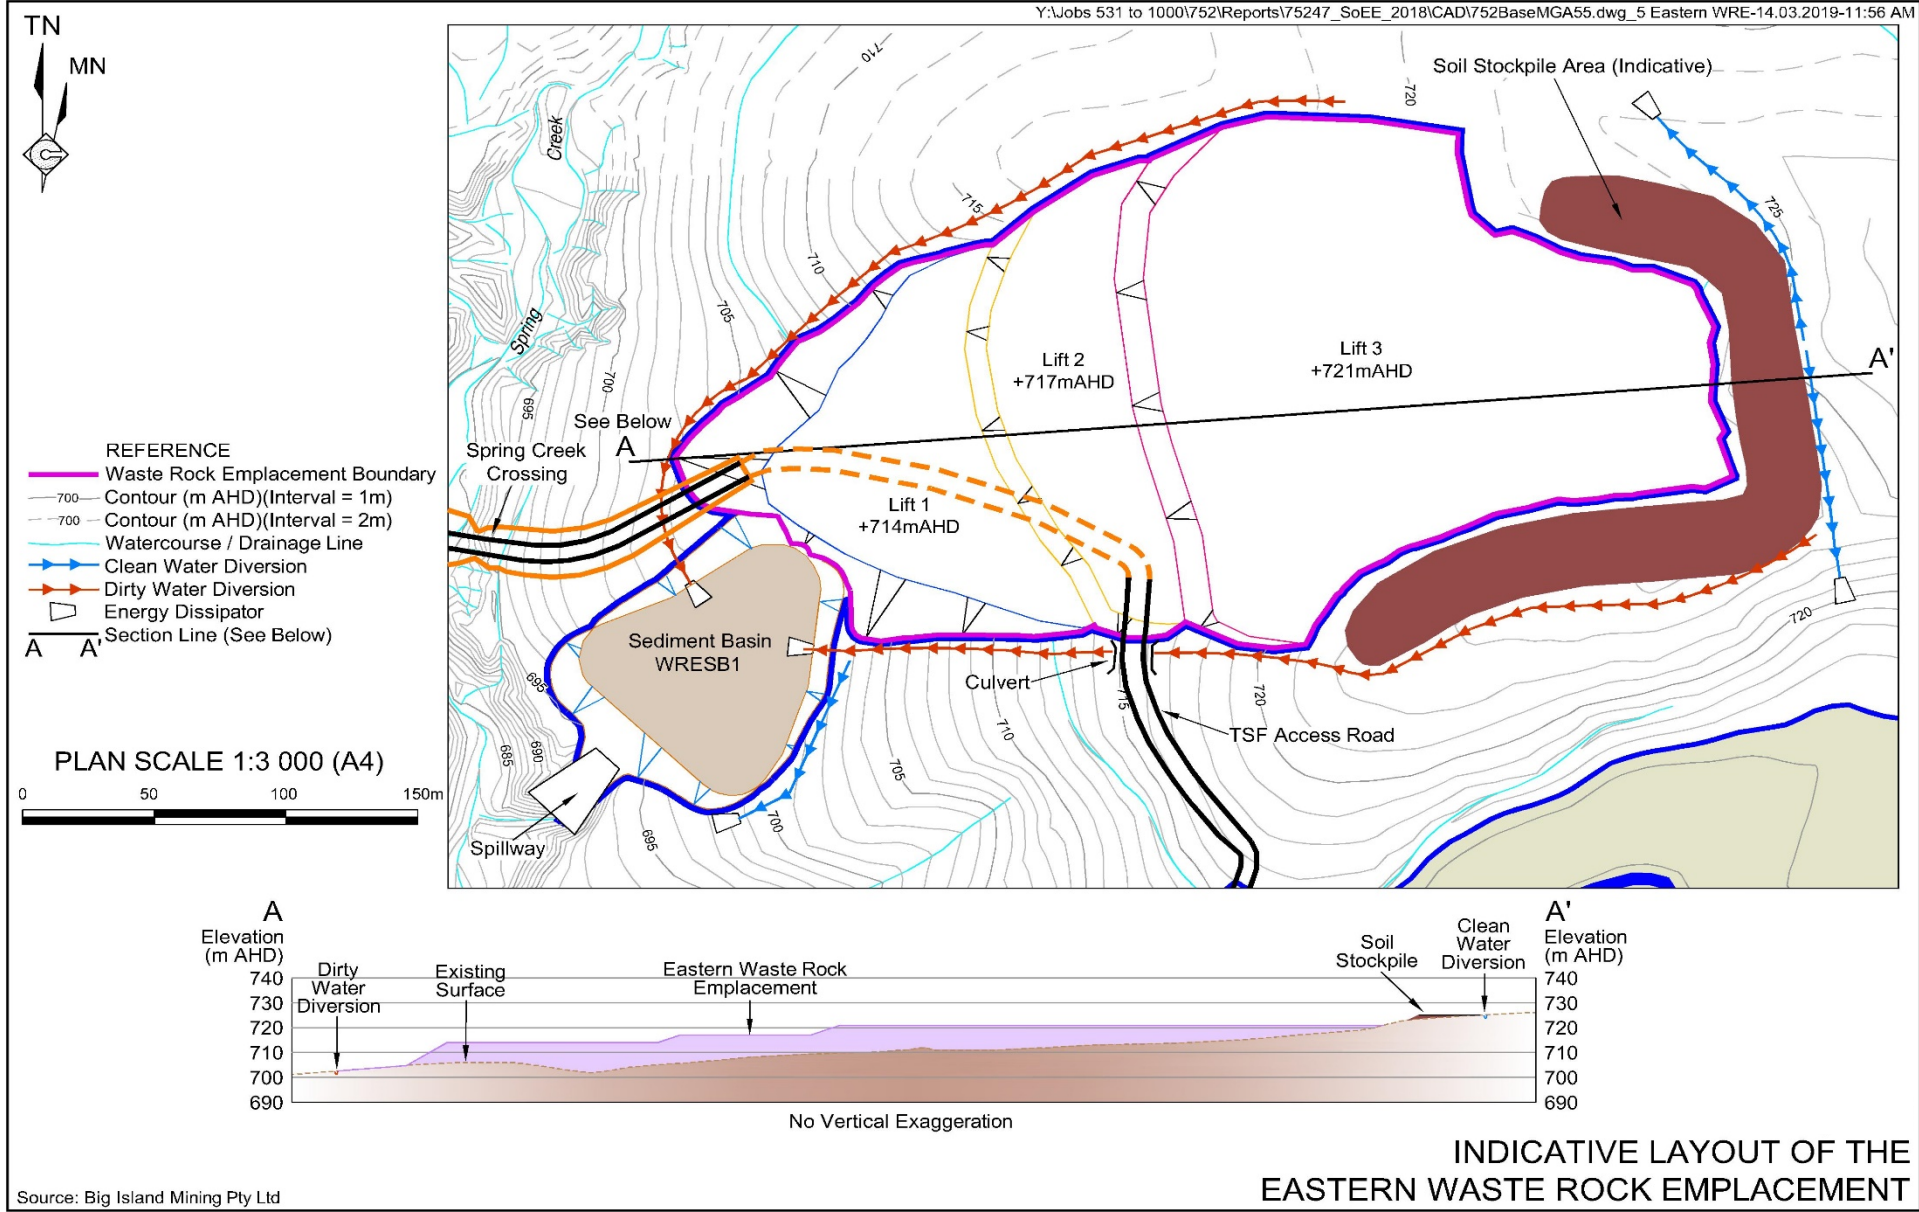 Y:\Jobs 531 to 1000\752\Reports\75247_SoEE_2018\CAD\752BaseMGA55.dwg_5 Eastern WRE-14.03.2019-11:56 AM
TN
MN
710
720
Soil Stockpile Area (Indicative)
Creek
715
725
710
Spring
705
Lift 2
+717mAHD
Lift 3
+721mAHD
A'
700
695
See Below
A
Spring Creek
Crossing
REFERENCE
Waste Rock Emplacement Boundary
700 Contour (m AHD)(Interval = 1m)
700 Contour (m AHD)(Interval = 2m)
Watercourse / Drainage Line
Clean Water Diversion
Dirty Water Diversion
Energy Dissipator
A A' Section Line (See Below)
Lift 1
+714mAHD
Sediment Basin
WRESB1
695
Culvert
715
720
720
TSF Access Road
710
685
690
705
700
695
Spillway
PLAN SCALE 1:3 000 (A4)
0 50 100 150m
A
Elevation
(m AHD)
A'
Elevation
(m AHD)
Dirty
Water
Diversion
Existing
Surface
Eastern Waste Rock
Emplacement
Soil
Stockpile
Clean
Water
Diversion
740 740
730 730
720 720
710 710
700 700
690 690
No Vertical Exaggeration
INDICATIVE LAYOUT OF THE
EASTERN WASTE ROCK EMPLACEMENT
Source: Big Island Mining Pty Ltd